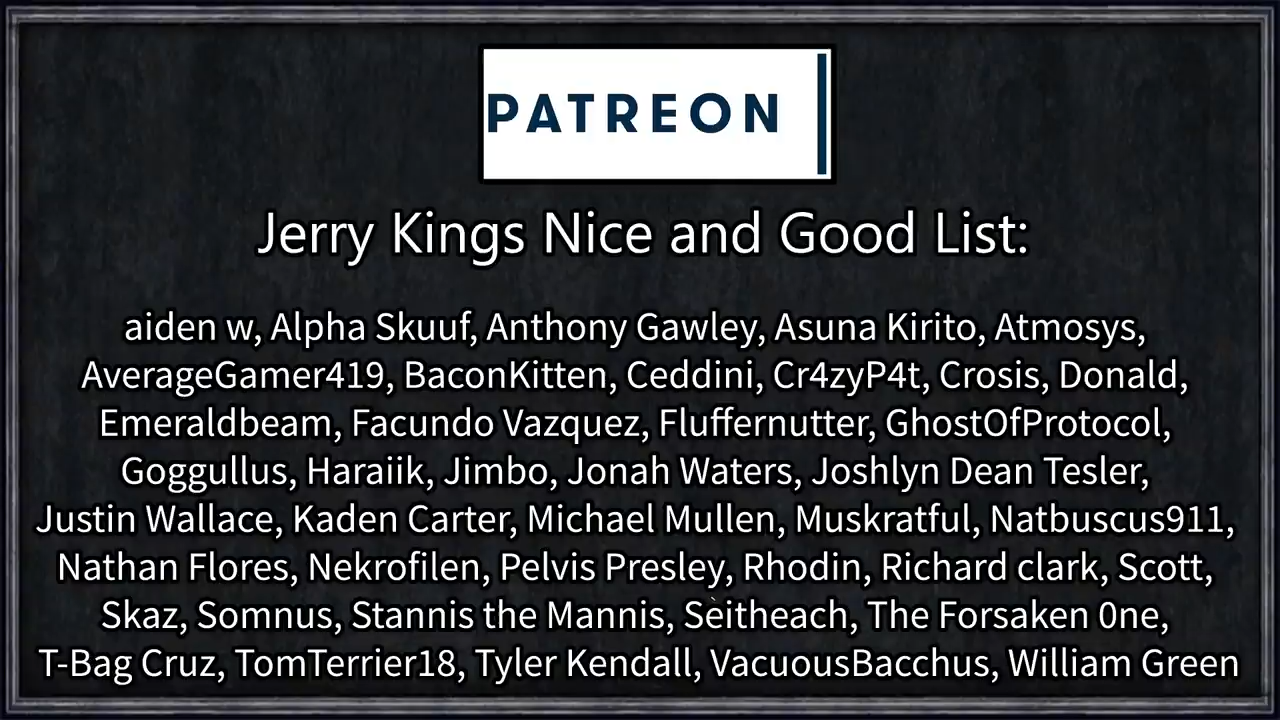 PATREON
Jerry Kings Nice and Good List:
aiden w, Alpha Skuuf, Anthony Gawley, Asuna Kirito, Atmosys,
AverageGamer419, BaconKitten, Ceddini, Cr4zyP4t, Crosis, Donald,
Emeraldbeam, Facundo Vazquez, Fluffernutter, GhostOfProtocol,
Goggullus, Haraiik, Jimbo, Jonah Waters, Joshlyn Dean Tesler,
Justin Wallace, Kaden Carter, Michael Mullen, Muskratful, Natbuscus911,
Nathan Flores, Nekrofilen, Pelvis Presley, Rhodin, Richard clark, Scott,
Skaz, Somnus, Stannis the Mannis, Sèitheach, The Forsaken 0ne,
T-Bag Cruz, TomTerrier18, Tyler Kendall, VacuousBacchus, William Green